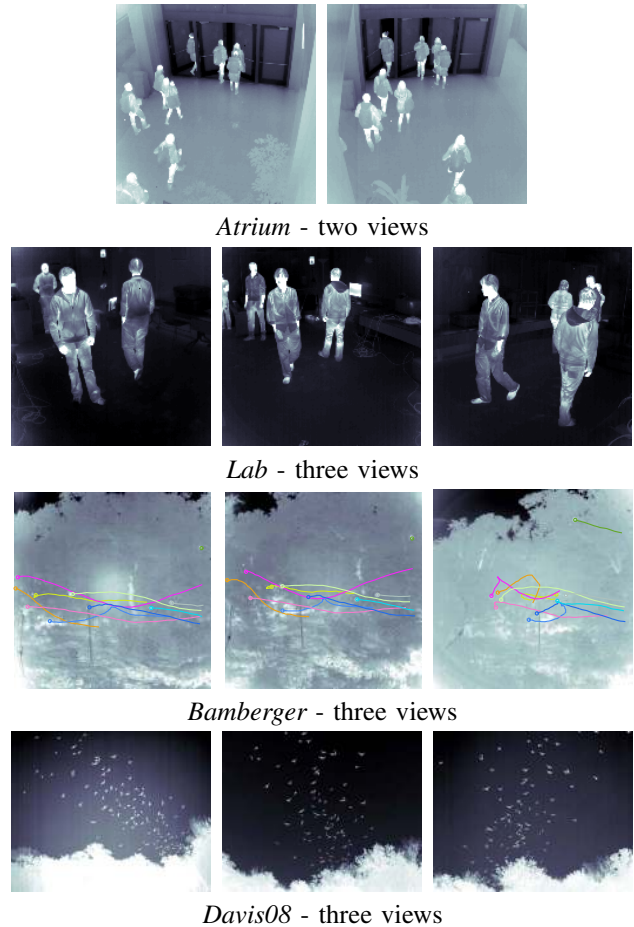 Atrium - two views
Lab - three views
Bamberger - three views
Davis08 - three views